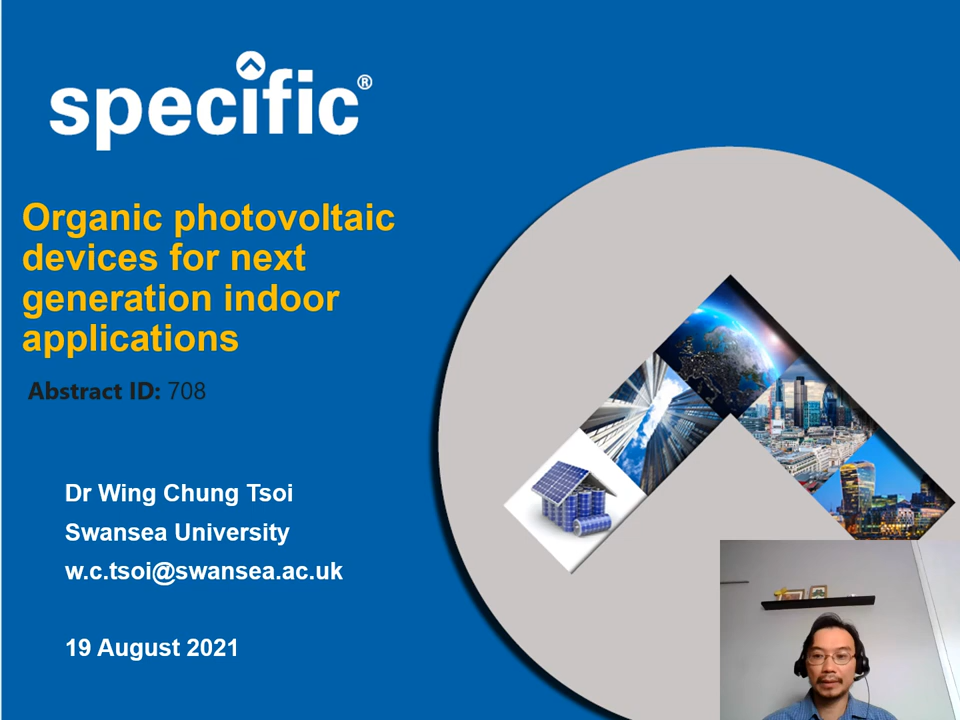 specific®
Organic photovoltaic
devices for next
generation indoor
applications
Abstract ID: 708
Dr Wing Chung Tsoi
Swansea University
w.c.tsoi@swansea.ac.uk
19 August 2021